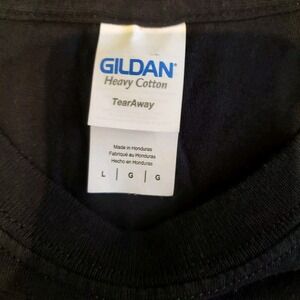 GILDAN®
Heavy Cotton
TearAway
Made in Honduras
Fabriqué au Honduras
Hecho en Honduras
L | G | G